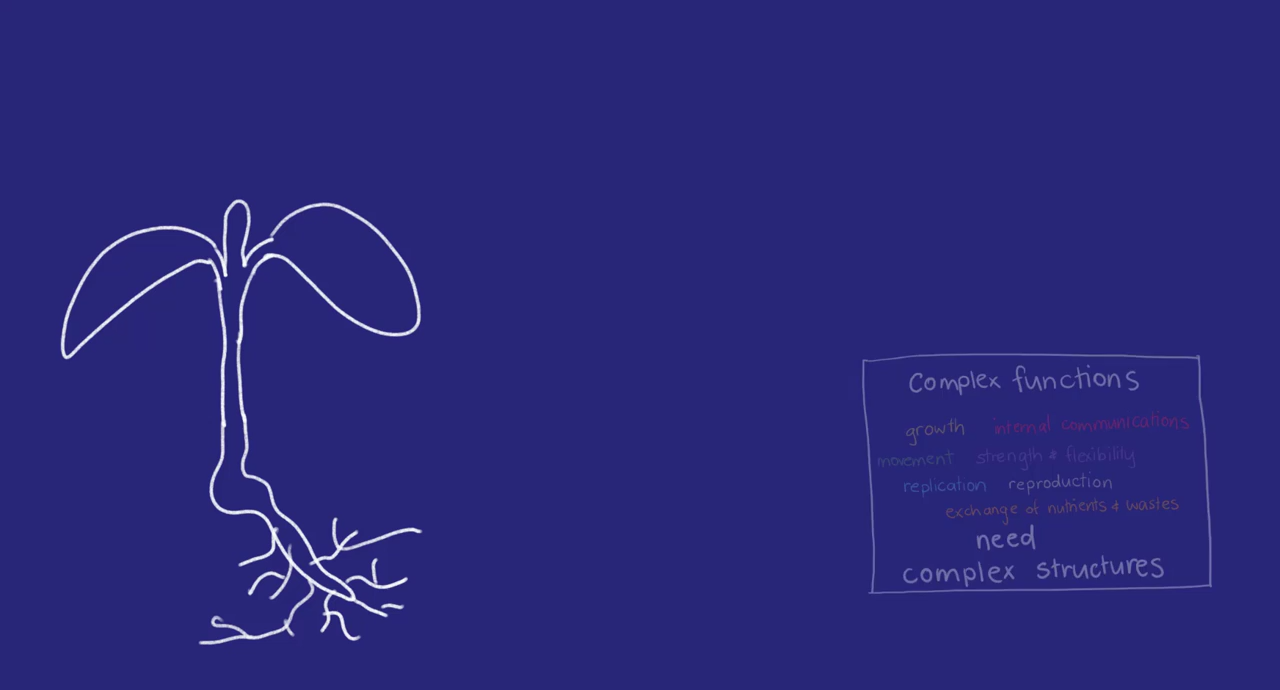 Complex functions
growth internal communications
movement strength & flexibility
replication reproduction
exchange of nutrients & wastes
need
complex structures